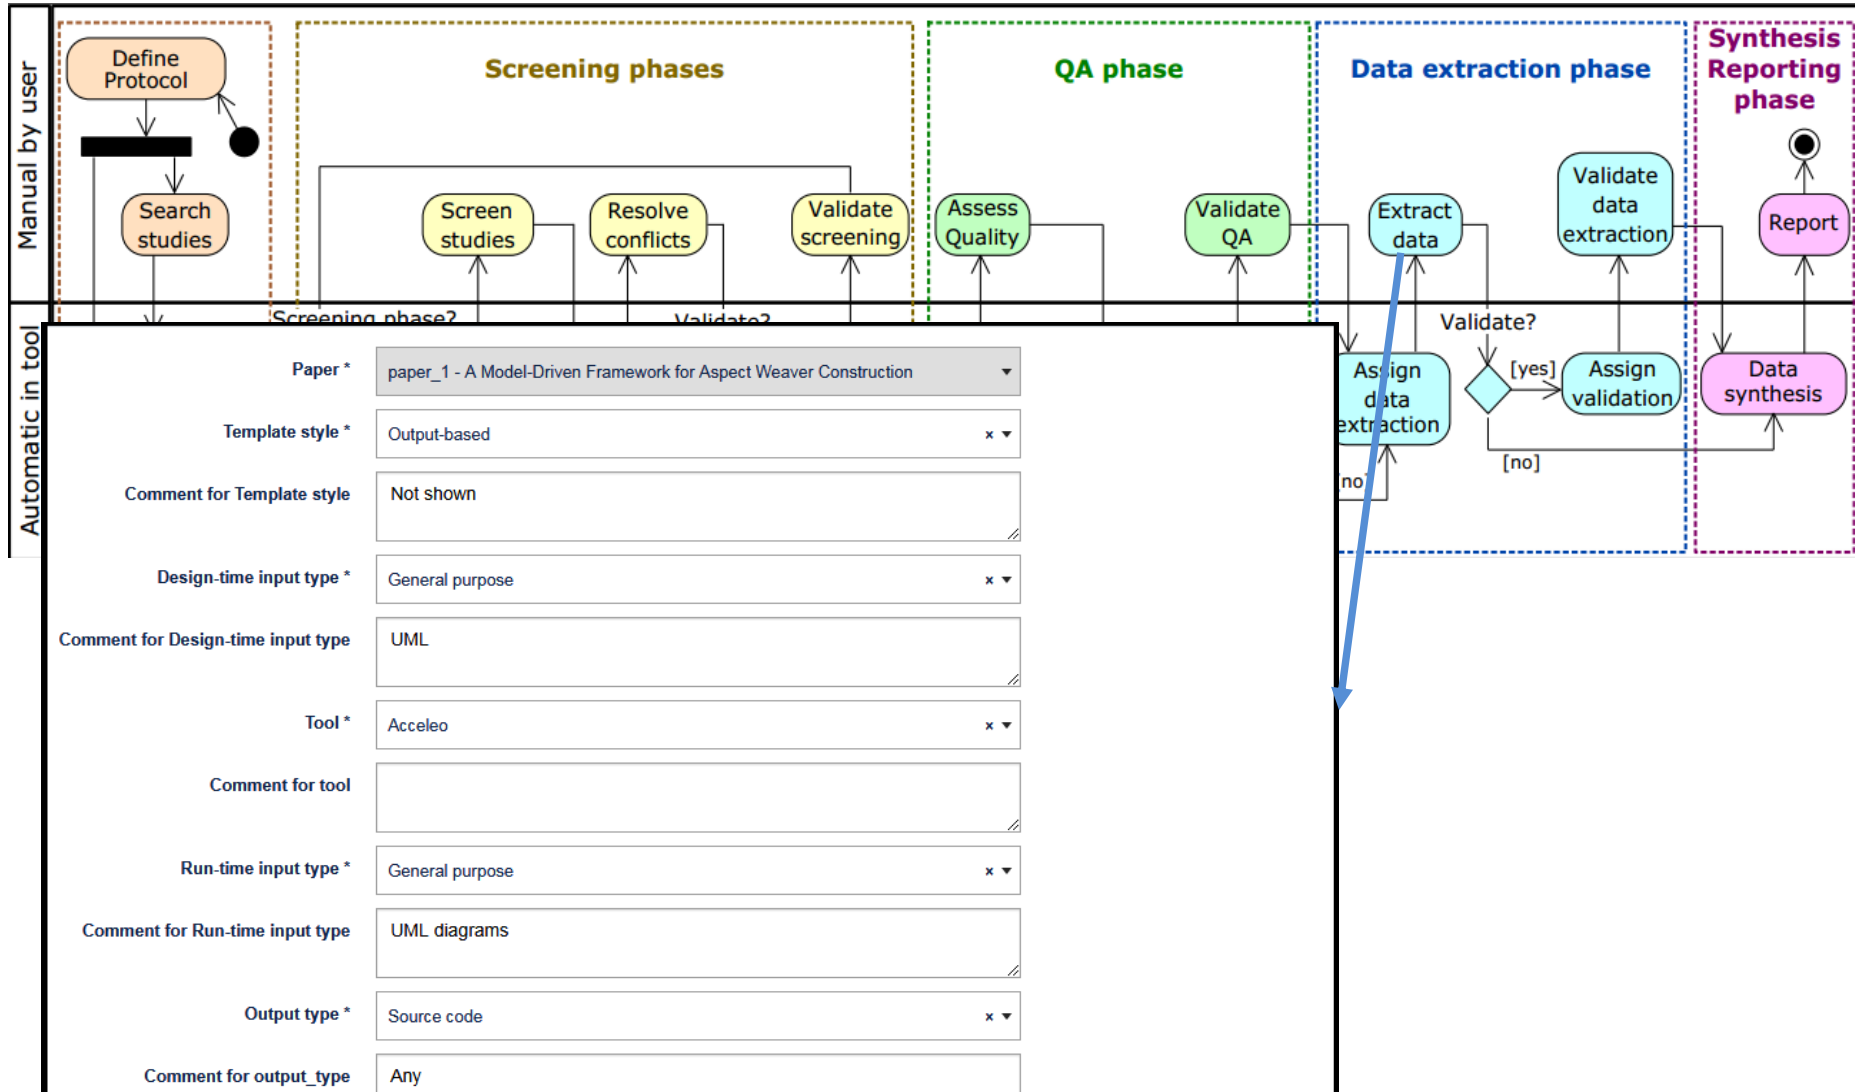 Manual by user
Automatic in tool
Define
Protocol
Search
studies
Screening phases
Screen
studies
Resolve
conflicts
Validate
screening
Screening phase?
Validate?
QA phase
Assess
Quality
Validate
QA
Data extraction phase
Extract
data
Validate
data
extraction
Validate?
Assign
data
extraction
[yes]
Assign
validation
[no]
[no]
Synthesis
Reporting
phase
Report
Data
synthesis
Paper *
paper_1 - A Model-Driven Framework for Aspect Weaver Construction
Template style *
Output-based
Comment for Template style
Not shown
Design-time input type *
General purpose
Comment for Design-time input type
UML
Tool *
Acceleo
Comment for tool
Run-time input type *
General purpose
Comment for Run-time input type
UML diagrams
Output type *
Source code
Comment for output_type
Any